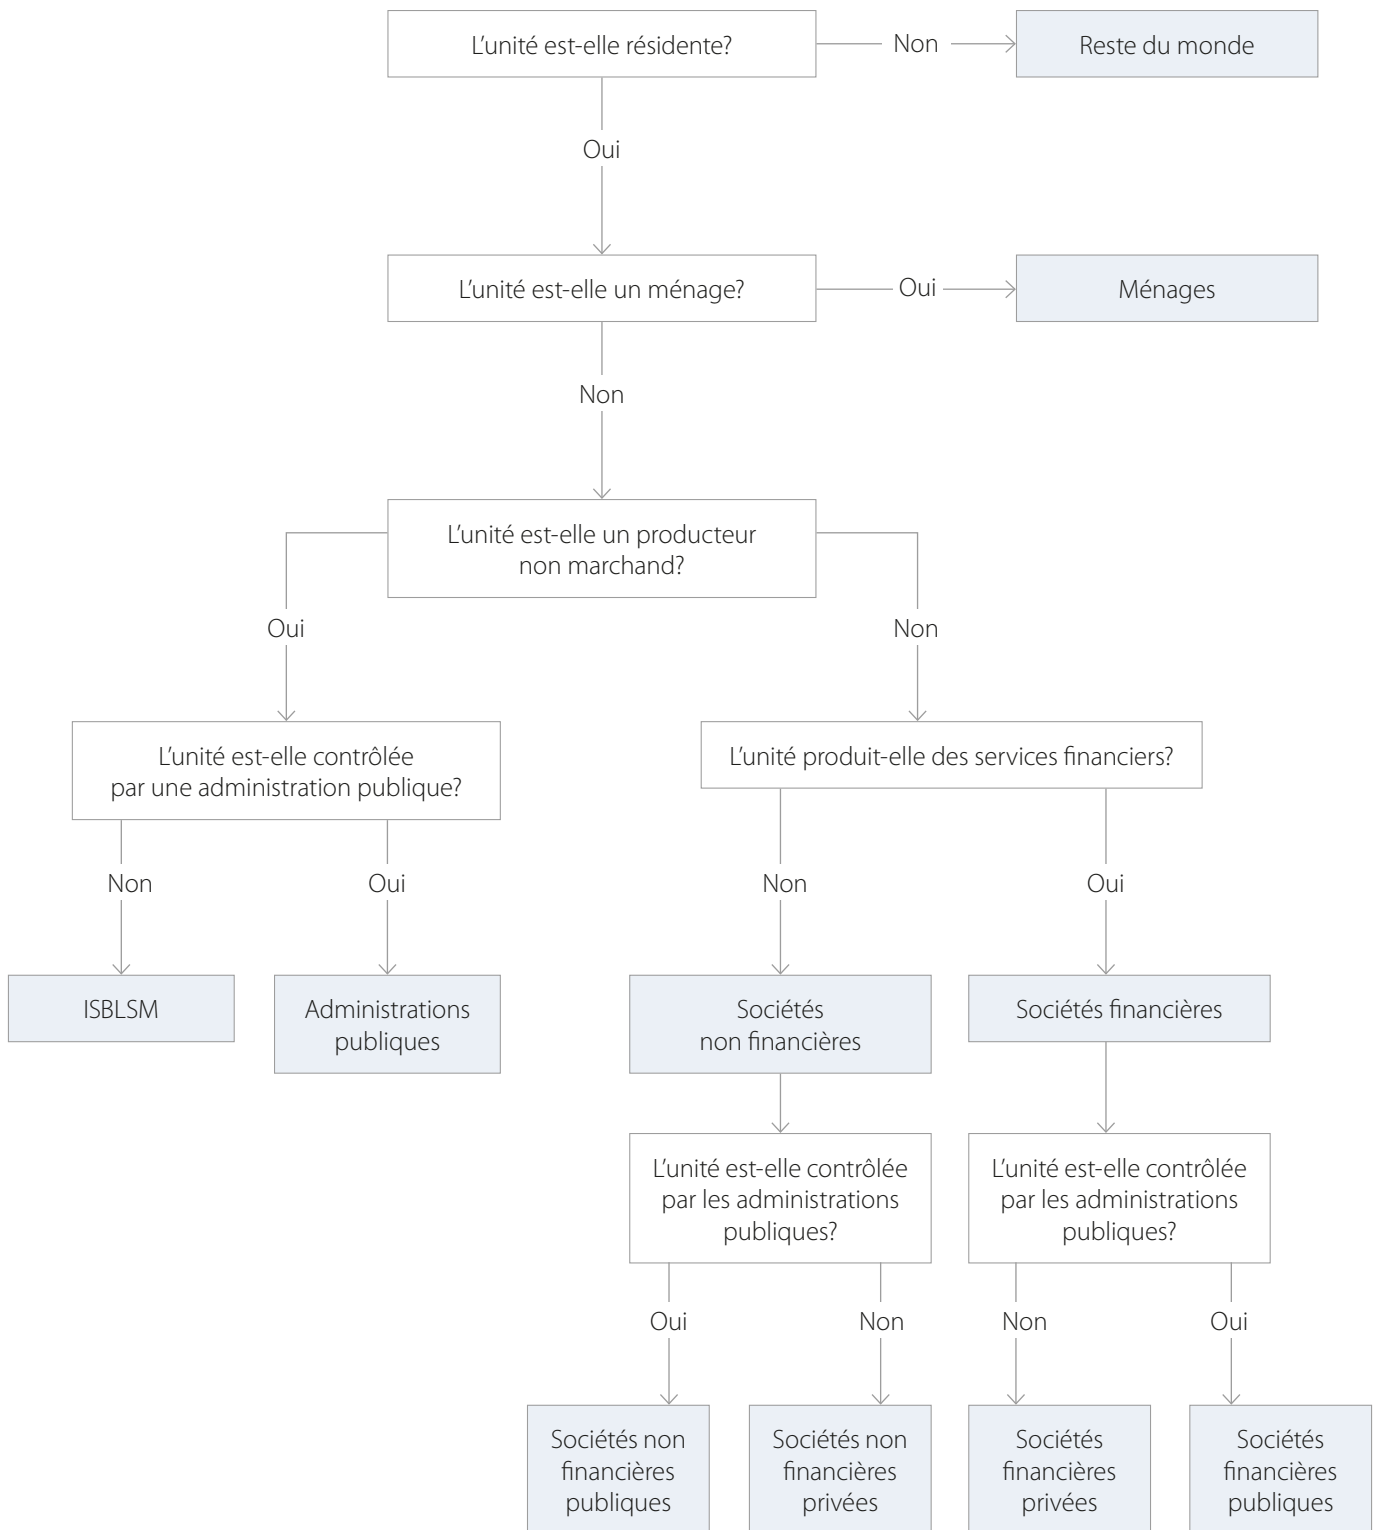 L'unité est-elle résidente?
Non
Reste du monde
Oui
L'unité est-elle un ménage?
Oui
Ménages
Non
L'unité est-elle un producteur
non marchand?
Oui
Non
L'unité est-elle contrôlée
par une administration publique?
L'unité produit-elle des services financiers?
Non
Oui
Non
Oui
ISBLSM
Administrations
publiques
Sociétés
non financières
Sociétés financières
L'unité est-elle contrôlée
par les administrations
publiques?
L'unité est-elle contrôlée
par les administrations
publiques?
Oui
Non
Non
Oui
Sociétés non
financières
publiques
Sociétés non
financières
privées
Sociétés
financières
privées
Sociétés
financières
publiques